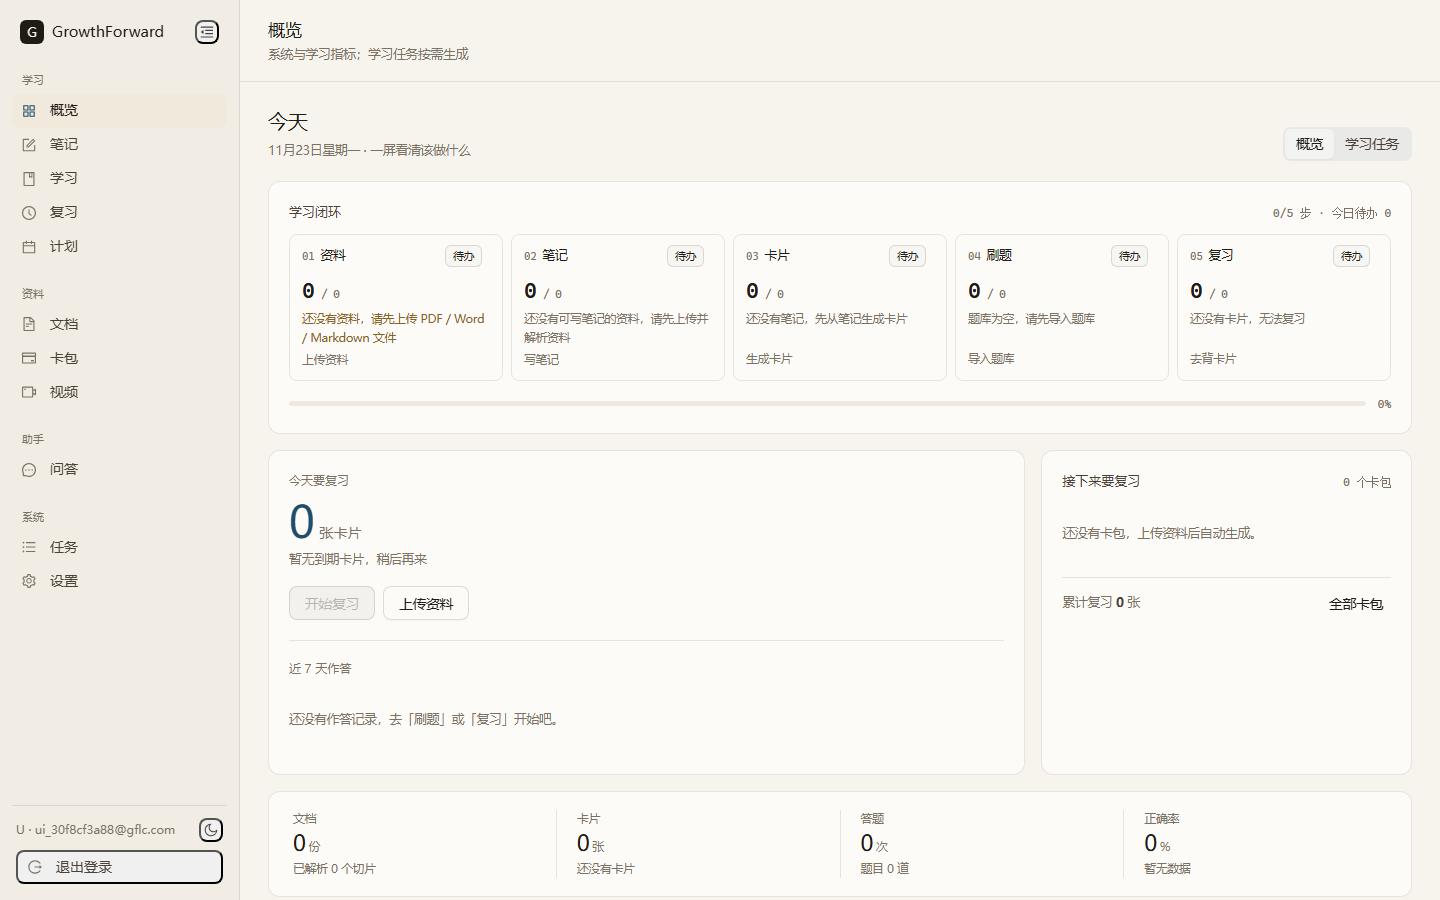 G GrowthForward
学习
概览
笔记
学习
复习
计划
资料
文档
卡包
视频
助手
问答
系统
任务
设置
U · ui_30f8cf3a88@gflc.com
退出登录
概览
系统与学习指标；学习任务按需生成
今天
11月23日星期一 · 一屏看清该做什么
概览 学习任务
学习闭环
0/5 步 · 今日待办 0
01 资料 待办
0 / 0
还没有资料，请先上传 PDF / Word
/ Markdown 文件
上传资料
02 笔记 待办
0 / 0
还没有可写笔记的资料，请先上传并
解析资料
写笔记
03 卡片 待办
0 / 0
还没有笔记，先从笔记生成卡片
生成卡片
04 刷题 待办
0 / 0
题库为空，请先导入题库
导入题库
05 复习 待办
0 / 0
还没有卡片，无法复习
去背卡片
0%
今天要复习
0 张卡片
暂无到期卡片，稍后再来
开始复习 上传资料
近 7 天作答
还没有作答记录，去「刷题」或「复习」开始吧。
接下来要复习 0 个卡包
还没有卡包，上传资料后自动生成。
累计复习 0 张 全部卡包
文档
0 份
已解析 0 个切片
卡片
0 张
还没有卡片
答题
0 次
题目 0 道
正确率
0 %
暂无数据